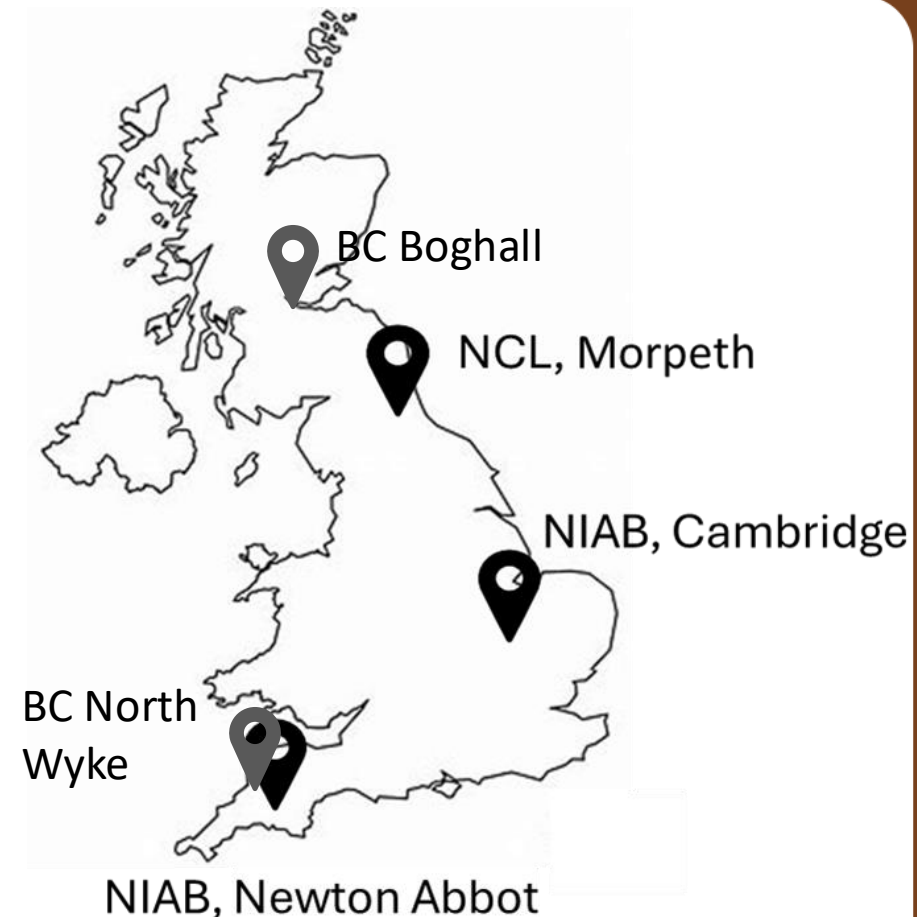 BC Boghall
NCL, Morpeth
NIAB, Cambridge
BC North
Wyke
NIAB, Newton Abbot